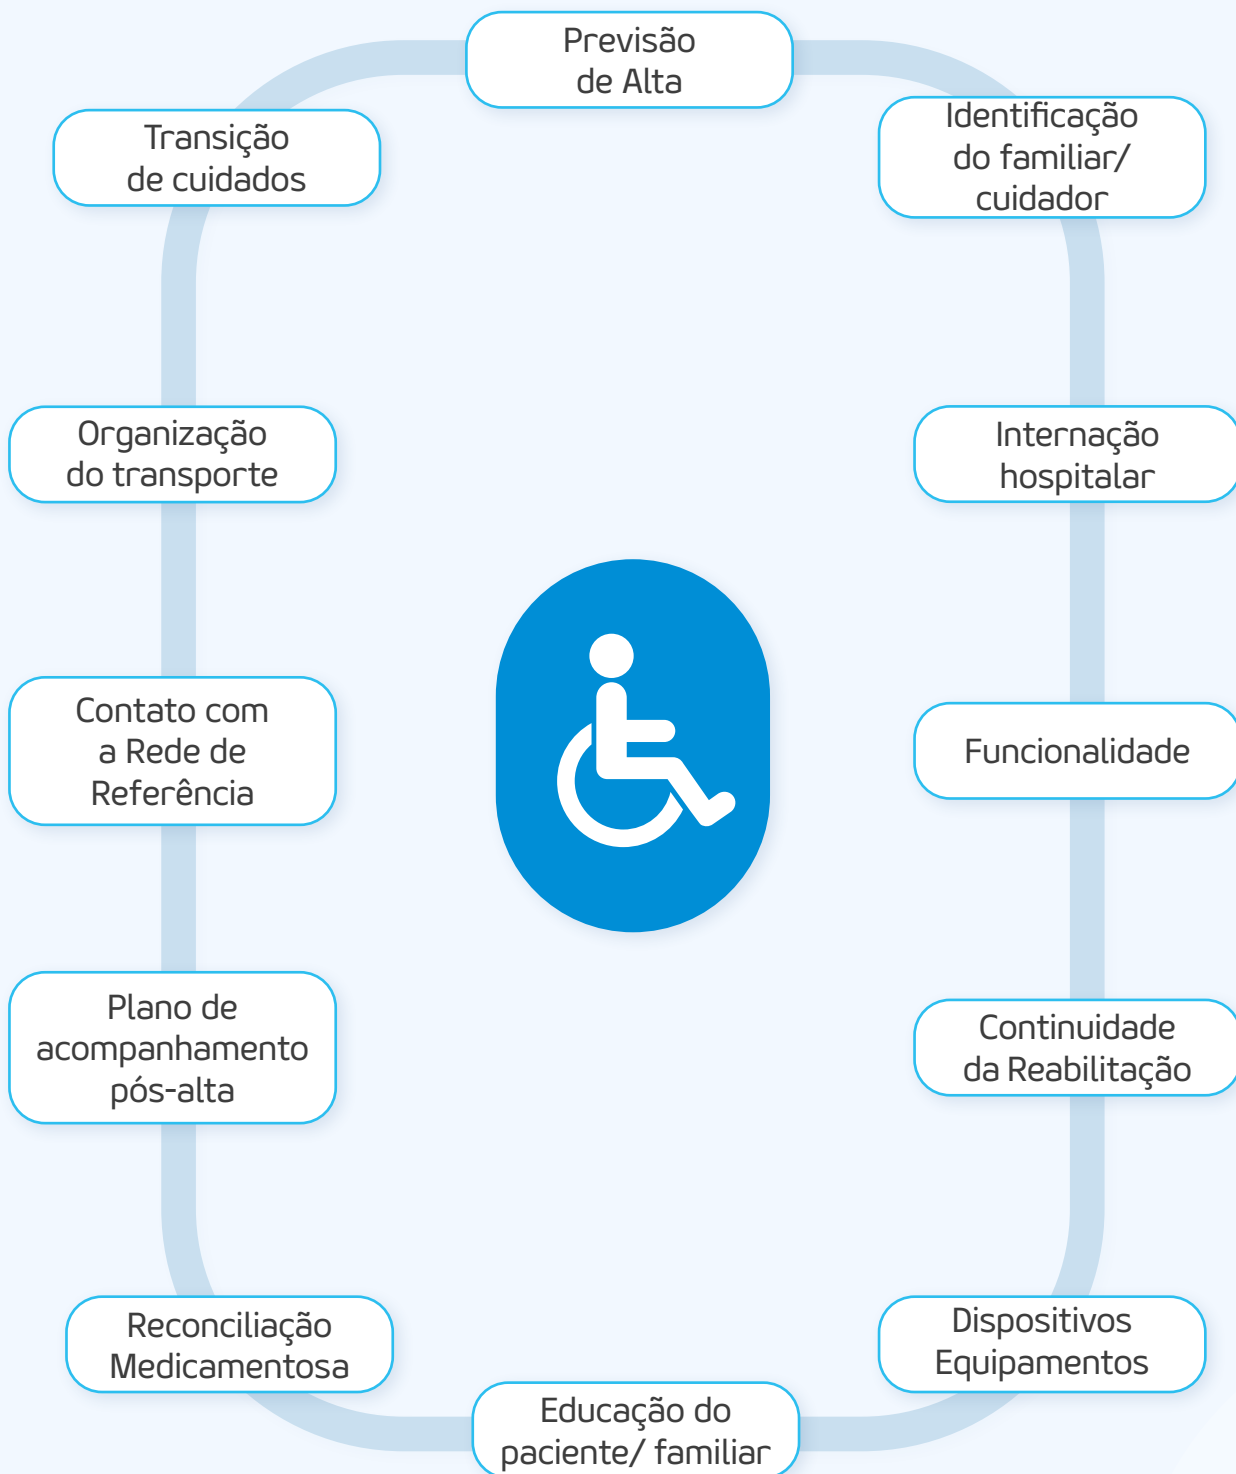 Previsão
de Alta
Identificação
do familiar/
cuidador
Internação
hospitalar
Funcionalidade
Continuidade
da Reabilitação
Dispositivos
Equipamentos
Educação do
paciente/ familiar
Reconciliação
Medicamentosa
Plano de
acompanhamento
pós-alta
Contato com
a Rede de
Referência
Organização
do transporte
Transição
de cuidados